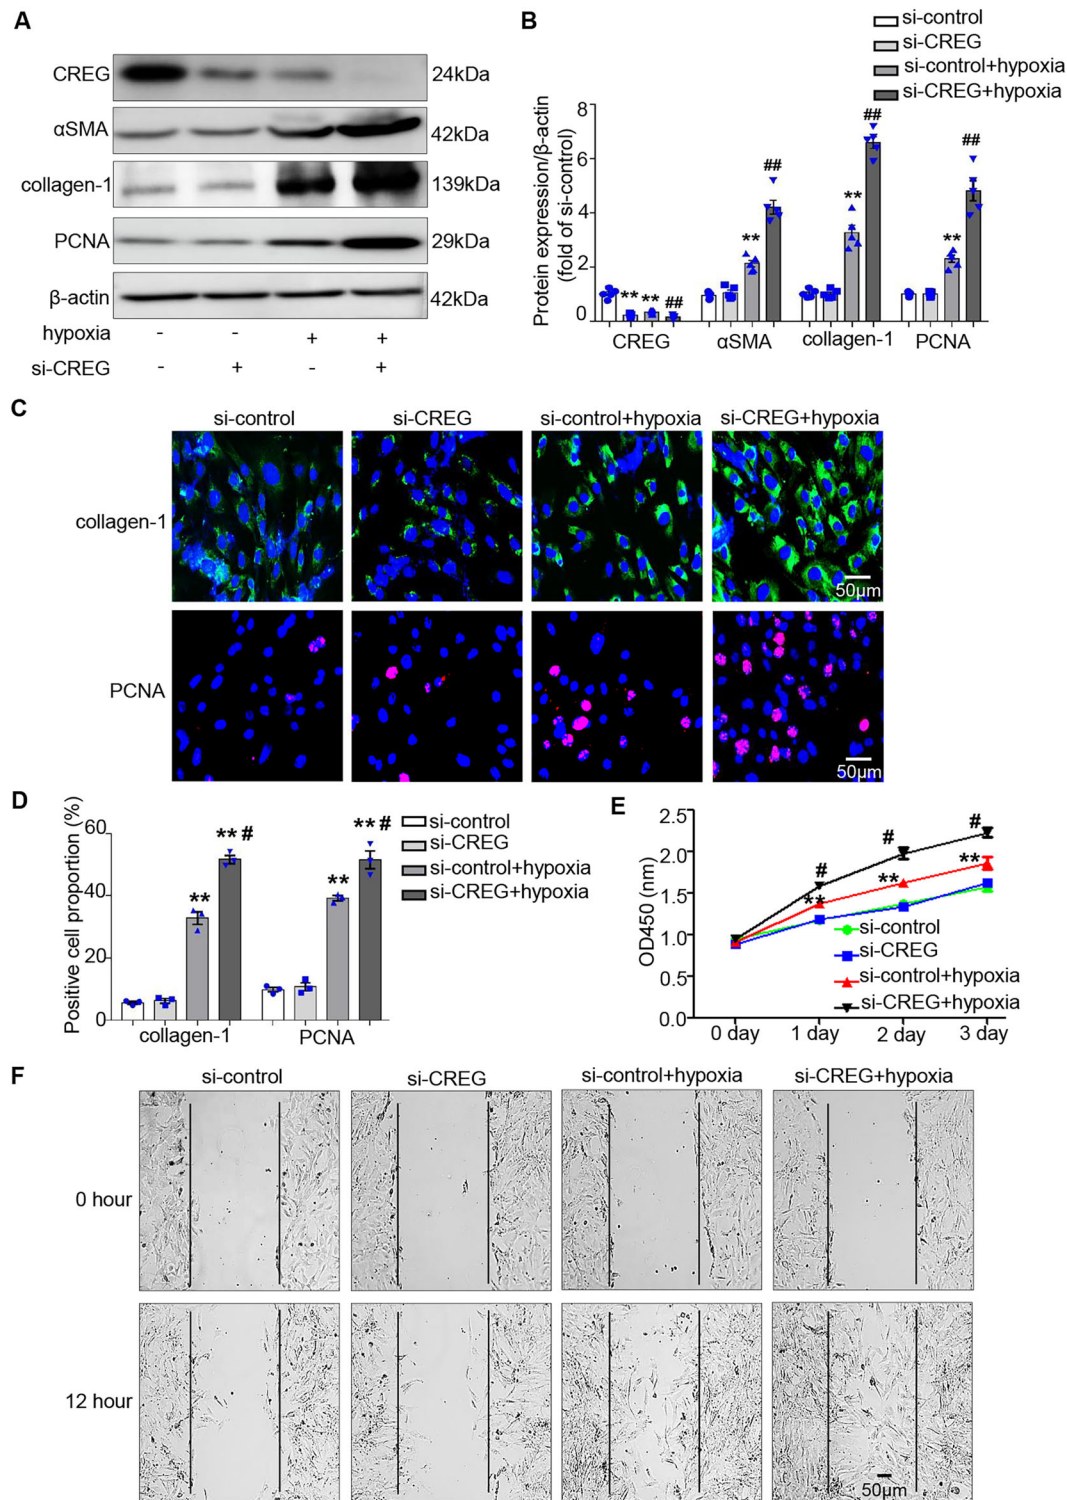 A
CREG
24kDa
αSMA
42kDa
collagen-1
139kDa
PCNA
29kDa
β-actin
42kDa
hypoxia - - + +
si-CREG - + - +
B
si-control
si-CREG
si-control+hypoxia
si-CREG+hypoxia
Protein expression/β-actin
(fold of si-control)
8
6
4
2
0
** ** ##
** ##
** ##
** ##
CREG αSMA collagen-1 PCNA
C
si-control si-CREG si-control+hypoxia si-CREG+hypoxia
collagen-1
50μm
PCNA
50μm
D
Positive cell proportion (%)
60
40
20
0
** **#
** **#
collagen-1 PCNA
si-control
si-CREG
si-control+hypoxia
si-CREG+hypoxia
E
OD450 (nm)
2.5
2.0
1.5
1.0
0.5
0.0
# # #
** ** **
si-control
si-CREG
si-control+hypoxia
si-CREG+hypoxia
0 day 1 day 2 day 3 day
F
si-control si-CREG si-control+hypoxia si-CREG+hypoxia
0 hour
12 hour
50μm